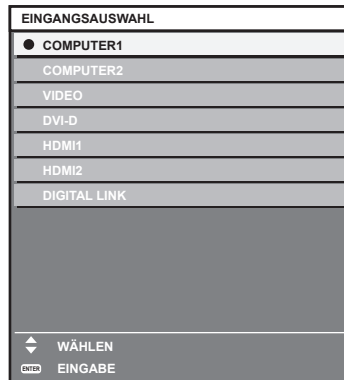 EINGANGSAUSWAHL
COMPUTER1
COMPUTER2
VIDEO
DVI-D
HDMI1
HDMI2
DIGITAL LINK
WÄHLEN
ENTER EINGABE